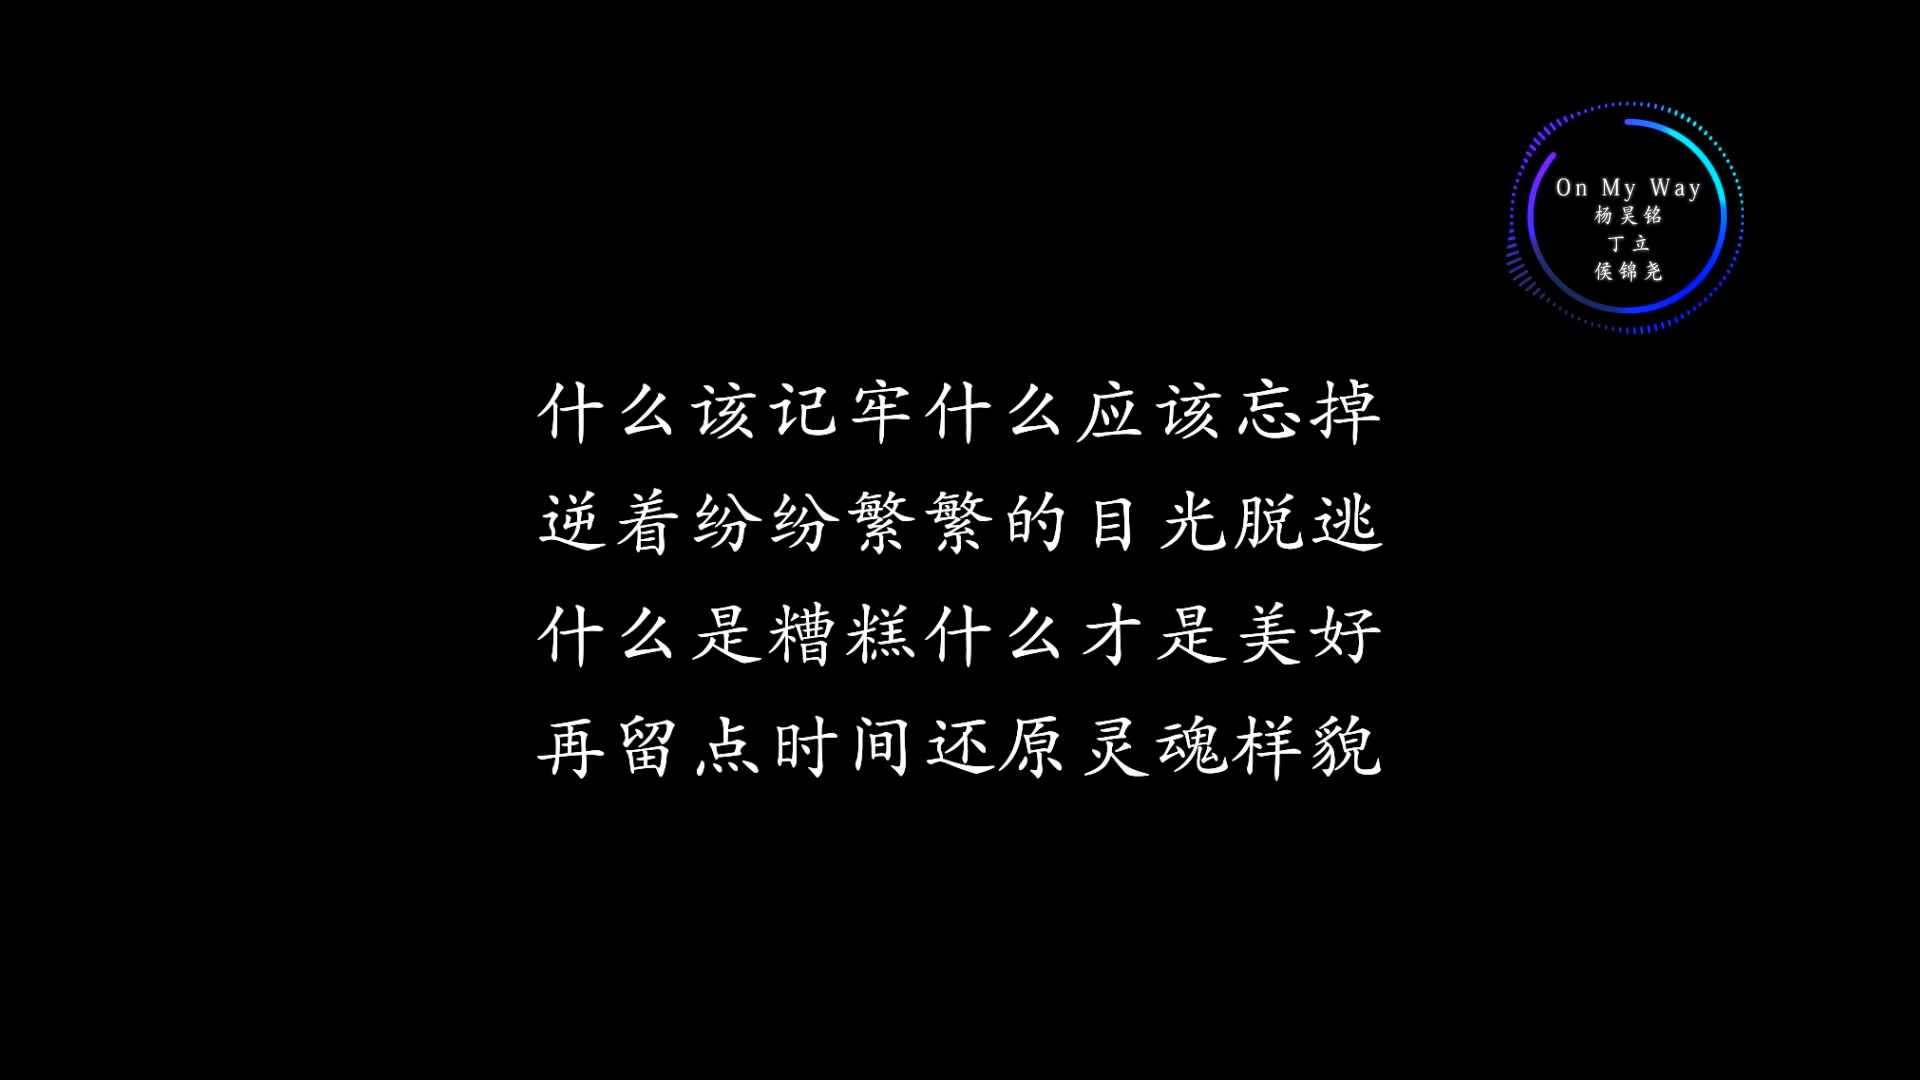 On My Way
杨昊铭
丁立
侯锦尧
什么该记牢什么应该忘掉
逆着纷纷繁繁的目光脱逃
什么是糟糕什么才是美好
再留点时间还原灵魂样貌